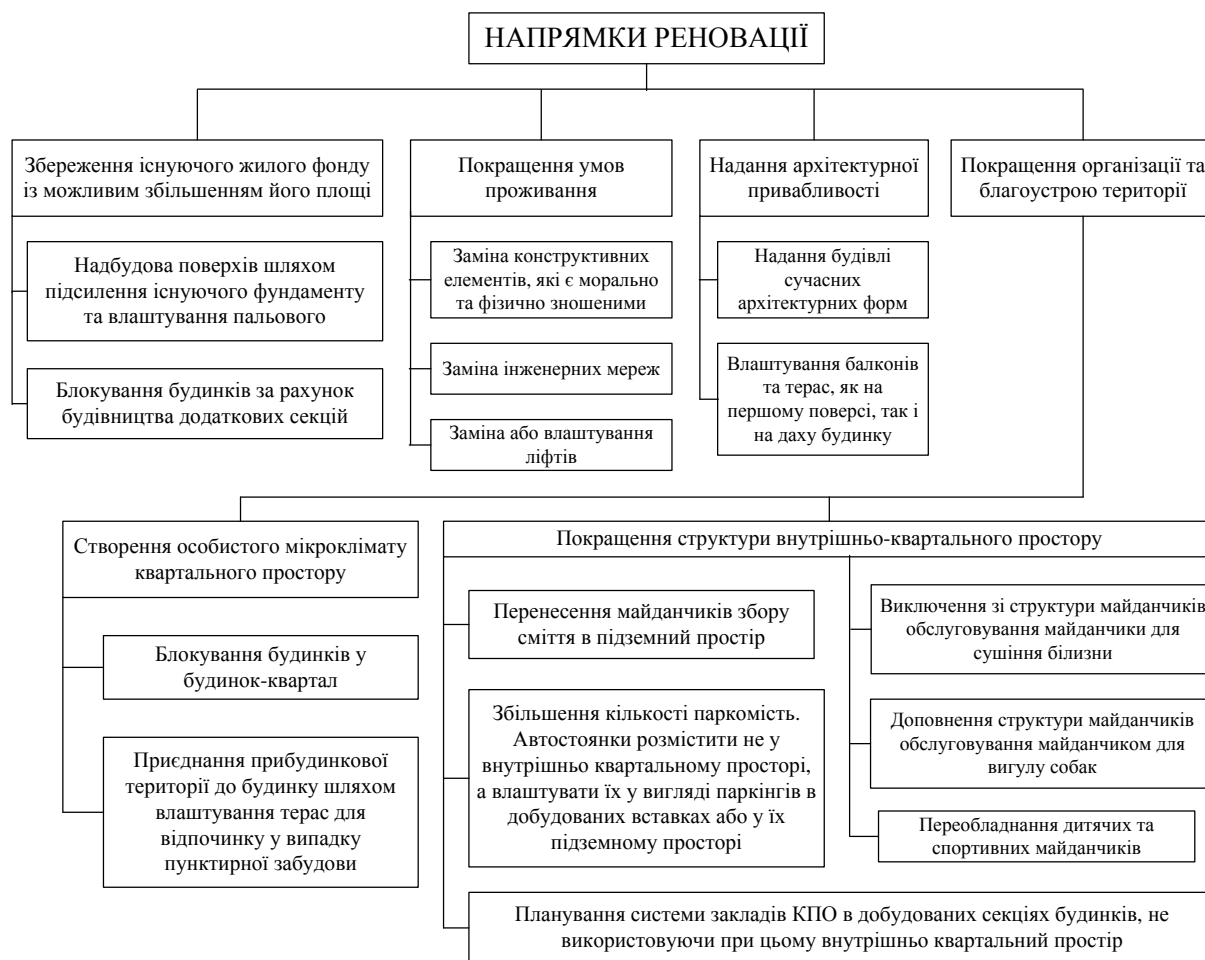 НАПРЯМКИ РЕНОВАЦІЇ
Збереження існуючого жилого фонду
із можливим збільшенням його площі
Надбудова поверхів шляхом
підсилення існуючого фундаменту
та влаштування пальового
Блокування будинків за рахунок
будівництва додаткових секцій
Покращення умов
проживання
Заміна конструктивних
елементів, які є морально
та фізично зношеними
Заміна інженерних мереж
Заміна або влаштування
ліфтів
Надання архітектурної
привабливості
Надання будівлі
сучасних
архітектурних форм
Влаштування балконів
та терас, як на
першому поверсі, так і
на даху будинку
Покращення організації та
благоустрою території
Створення особистого мікроклімату
квартального простору
Блокування будинків у
будинок-квартал
Приєднання прибудинкової
території до будинку шляхом
влаштування терас для
відпочинку у випадку
пунктирної забудови
Покращення структури внутрішньо-квартального простору
Перенесення майданчиків збору
сміття в підземний простір
Збільшення кількості паркомість.
Автостоянки розмістити не у
внутрішньо квартальному просторі,
а влаштувати їх у вигляді паркінгів в
добудованих вставках або у їх
підземному просторі
Виключення зі структури майданчиків
обслуговування майданчики для
сушіння білизни
Доповнення структури майданчиків
обслуговування майданчиком для
вигулу собак
Переобладнання дитячих та
спортивних майданчиків
Планування системи закладів КПО в добудованих секціях будинків, не
використовуючи при цьому внутрішньо квартальний простір